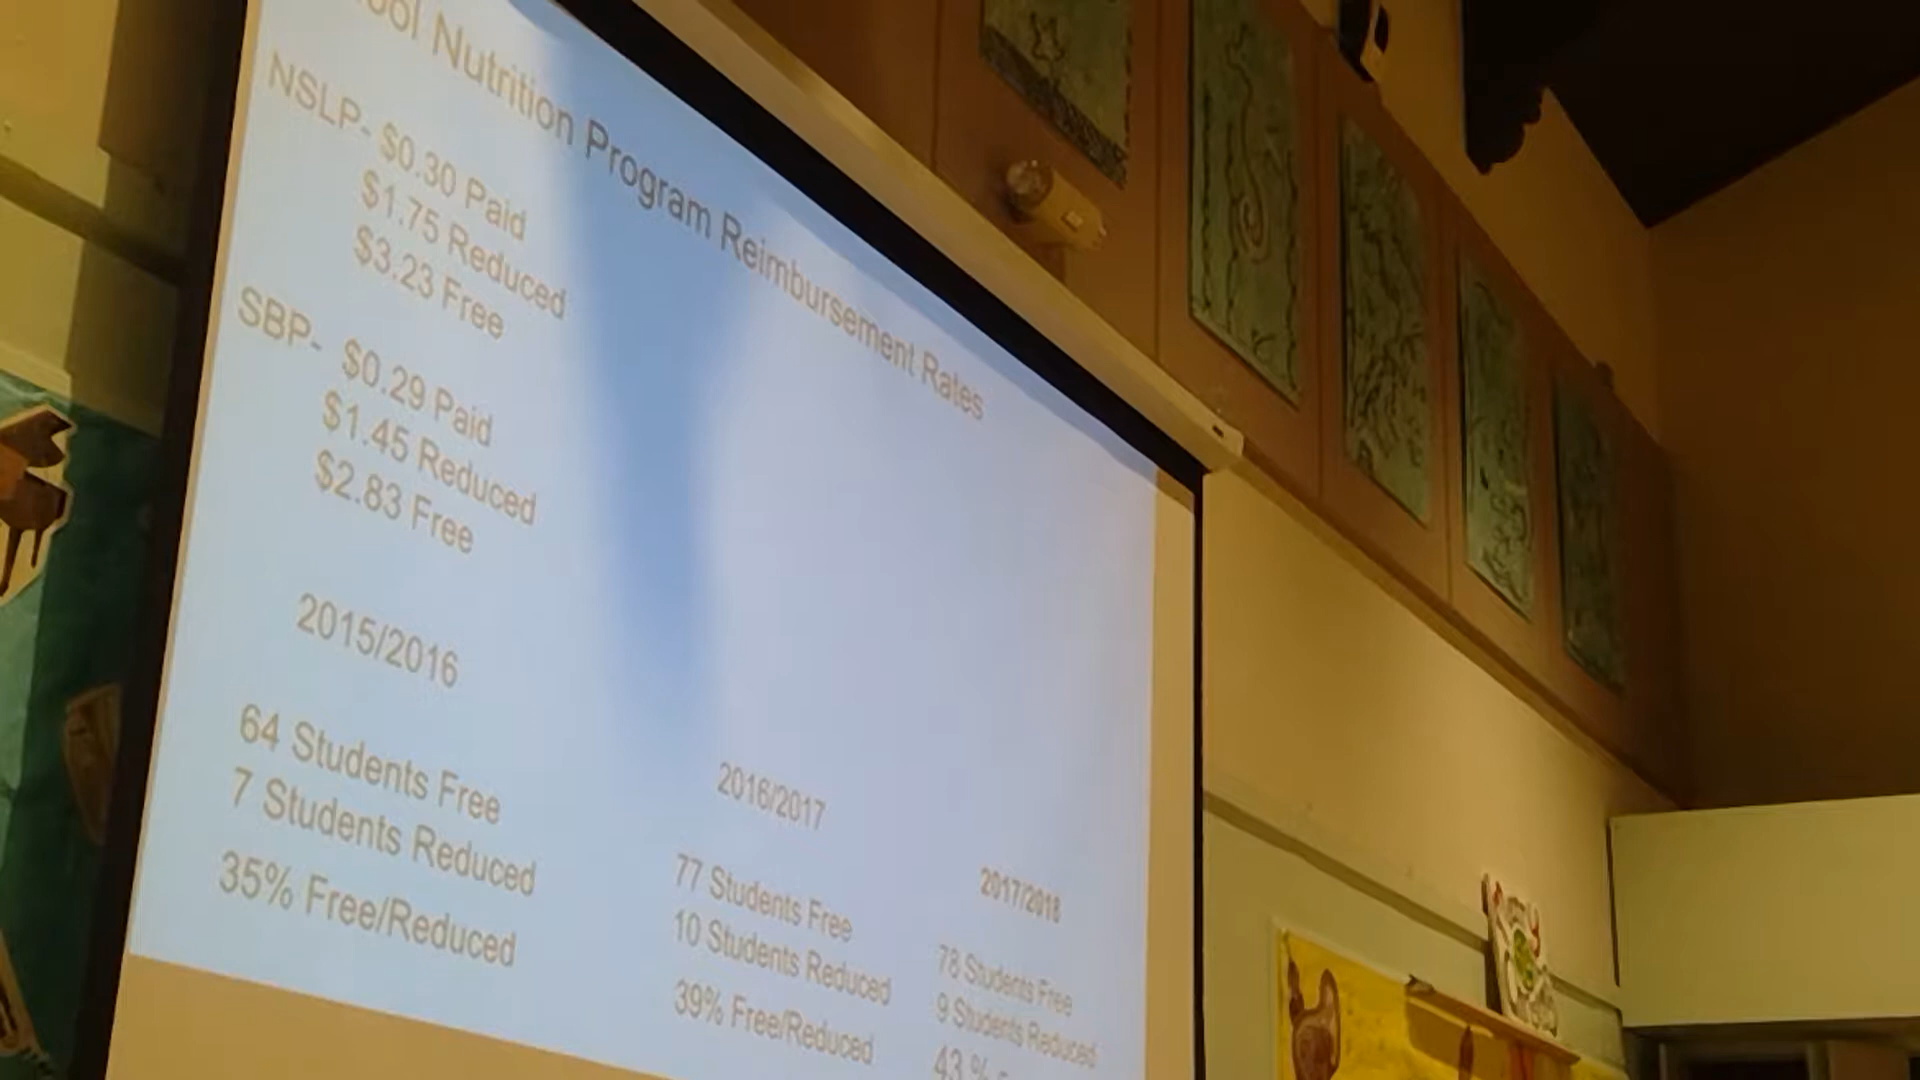 ool Nutrition Program Reimbursement Rates
NSLP- $0.30 Paid
$1.75 Reduced
$3.23 Free
SBP- $0.29 Paid
$1.45 Reduced
$2.83 Free
2015/2016
64 Students Free
7 Students Reduced
35% Free/Reduced
2016/2017
77 Students Free
10 Students Reduced
39% Free/Reduced
2017/2018
78 Students Free
9 Students Reduced
43 %